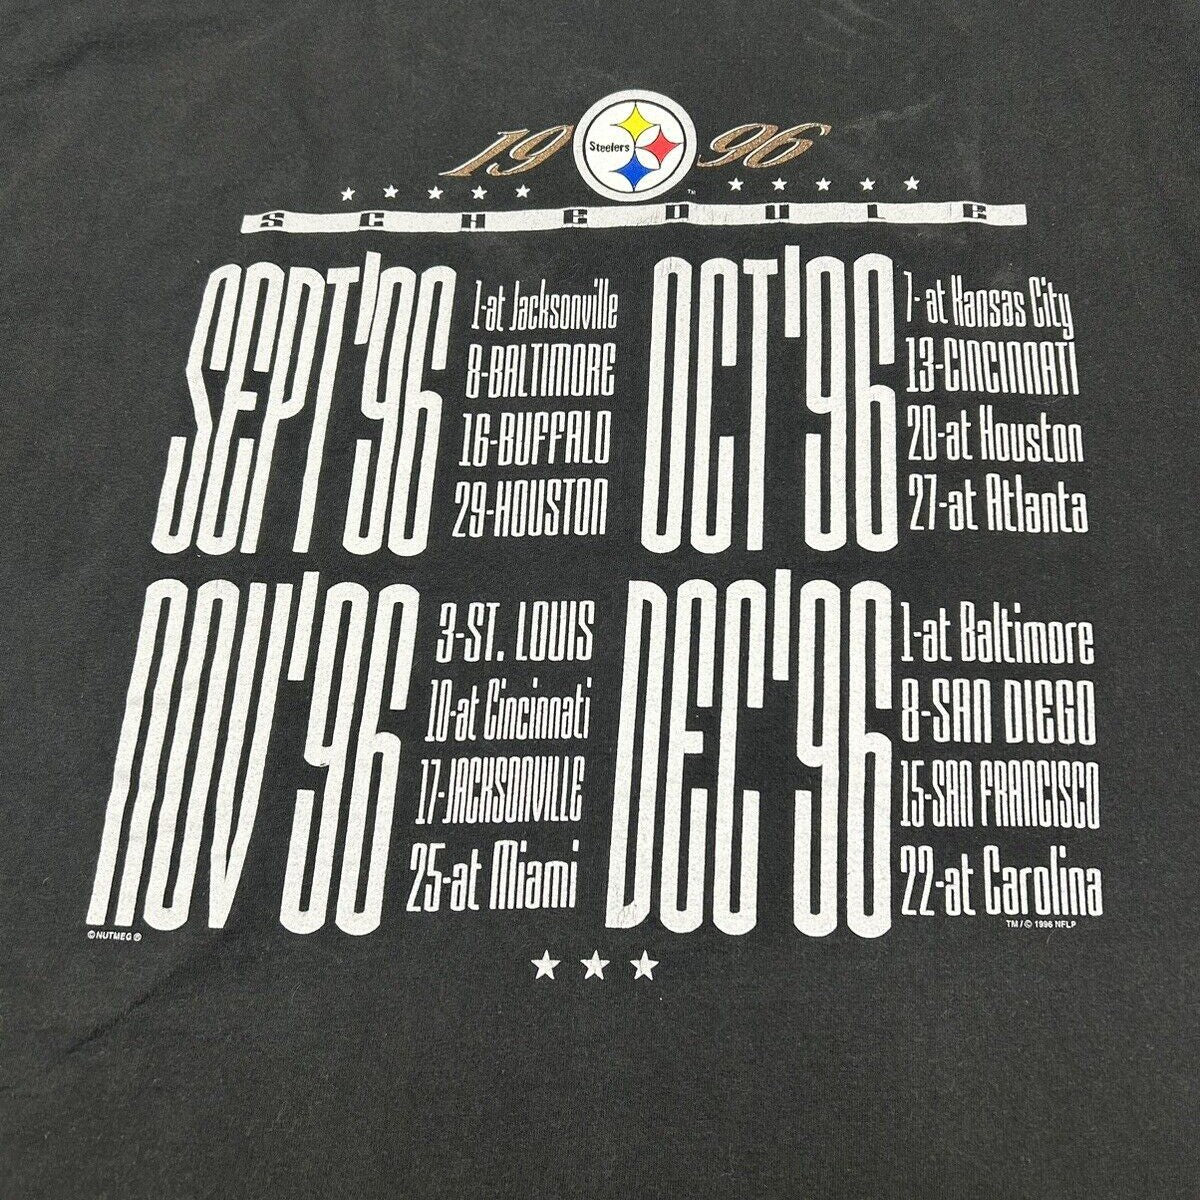 19 Steelers 96
TM
SCHEDULE
SEPT'96
1-at Jacksonville
8-BALTIMORE
16-BUFFALO
29-HOUSTON
OCT'96
7-at Kansas City
13-CINCINNATI
20-at Houston
27-at Atlanta
NOV'96
3-ST. LOUIS
10-at Cincinnati
17-JACKSONVILLE
25-at Miami
DEC'96
1-at Baltimore
8-SAN DIEGO
15-SAN FRANCISCO
22-at Carolina
©NUTMEG®
TM/© 1996 NFLP